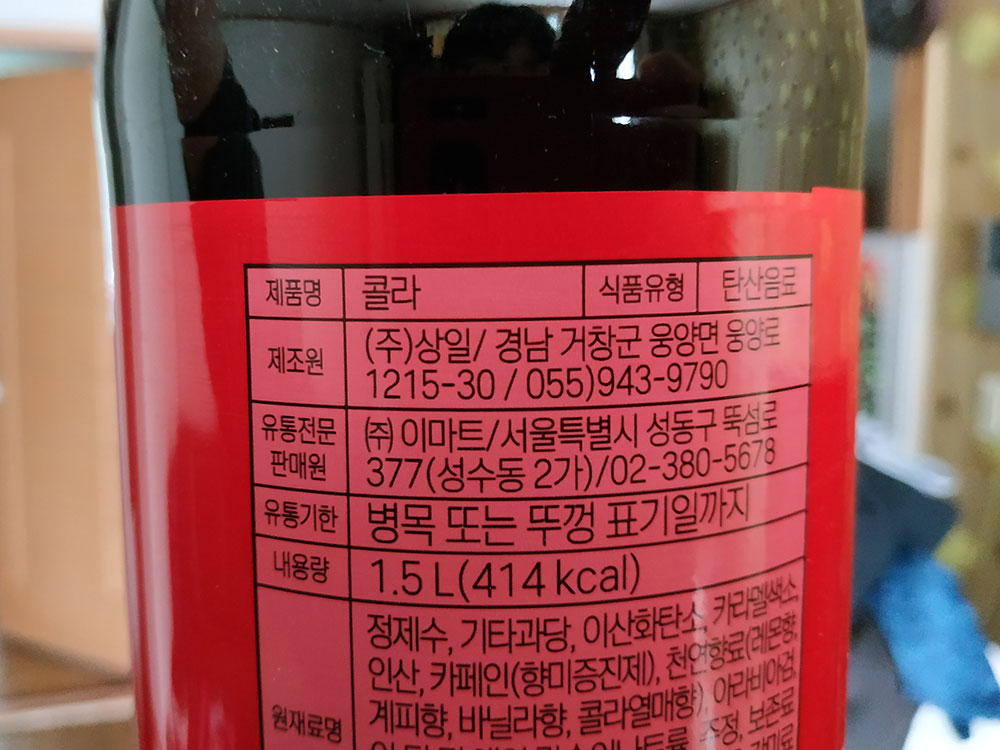 제품명 콜라 식품유형 탄산음료
제조원 (주)상일/ 경남 거창군 웅양면 웅양로
1215-30 / 055)943-9790
유통전문 ㈜ 이마트/서울특별시 성동구 뚝섬로
판매원 377(성수동 2가)/02-380-5678
유통기한 병목 또는 뚜껑 표기일까지
내용량 1.5 L(414 kcal)
정제수, 기타과당, 이산화탄소, 카라멜색소,
인산, 카페인(향미증진제), 천연향료(레몬향,
원재료명 계피향, 바닐라향, 콜라열매향), 아라비아검,
주정, 보존료